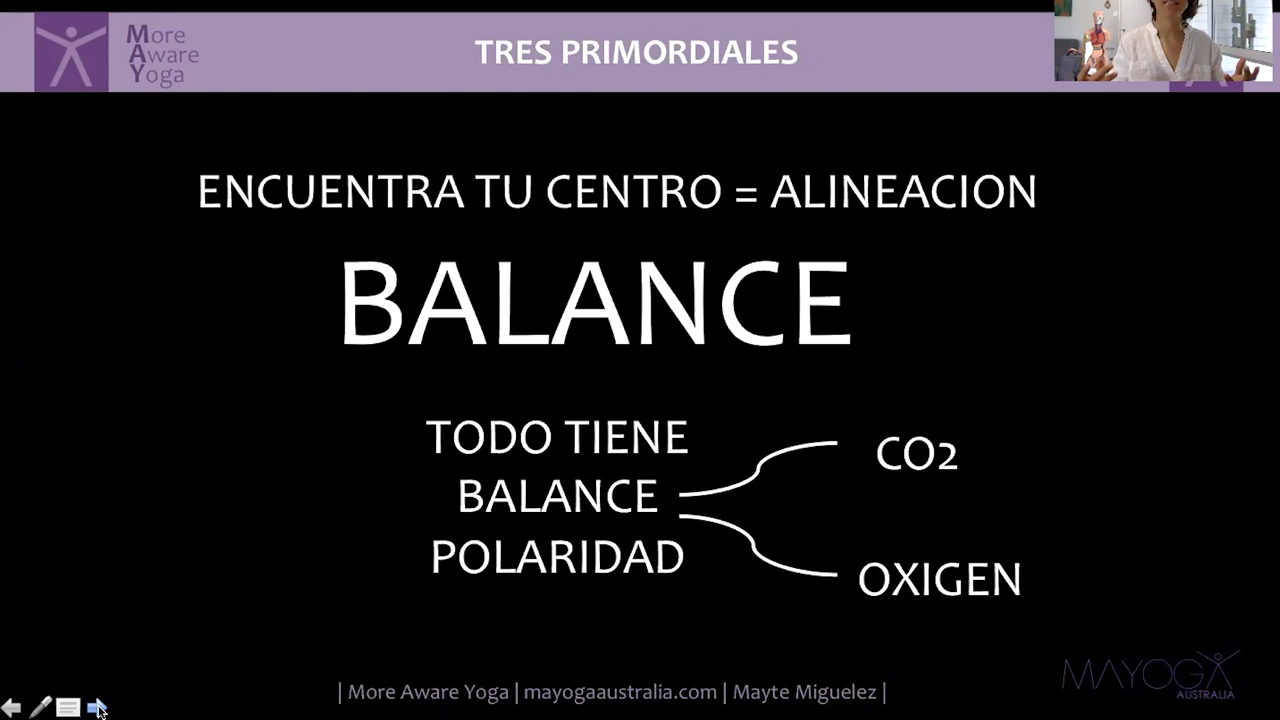 More
Aware
Yoga
TRES PRIMORDIALES
ENCUENTRA TU CENTRO = ALINEACION
BALANCE
TODO TIENE
BALANCE
POLARIDAD
CO2
OXIGEN
| More Aware Yoga | mayogaaustralia.com | Mayte Miguelez |
MAYOGA
AUSTRALIA